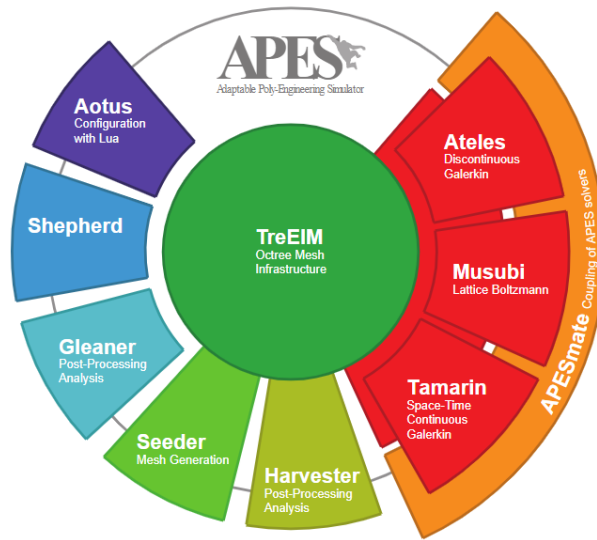 APES
Adaptable Poly-Engineering Simulator
Aotus
Configuration
with Lua
Shepherd
Gleaner
Post-Processing
Analysis
Seeder
Mesh Generation
Harvester
Post-Processing
Analysis
TreEIM
Octree Mesh
Infrastructure
Ateles
Discontinuous
Galerkin
Musubi
Lattice Boltzmann
Tamarin
Space-Time
Continuous
Galerkin
APESmate Coupling of APES solvers